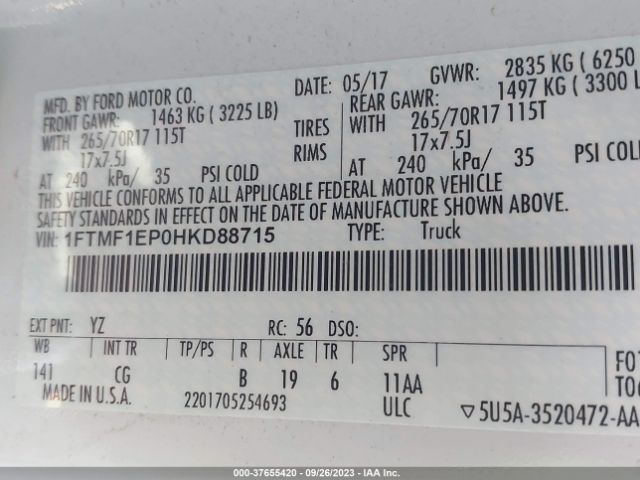 MFD. BY FORD MOTOR CO. DATE: 05/17 GVWR: 2835 KG ( 6250
FRONT GAWR: 1463 KG ( 3225 LB) REAR GAWR: 1497 KG ( 3300 L
WITH 265/70R17 115T TIRES WITH 265/70R17 115T
17x7.5J RIMS 17x7.5J
AT 240 kPa/ 35 PSI COLD AT 240 kPa/ 35 PSI COL
THIS VEHICLE CONFORMS TO ALL APPLICABLE FEDERAL MOTOR VEHICLE
SAFETY STANDARDS IN EFFECT ON THE DATE OF MANUFACTURE SHOWN ABOVE.
VIN: 1FTMF1EP0HKD88715 TYPE: Truck
EXT PNT: YZ RC: 56 DSO:
WB INT TR TP/PS R AXLE TR SPR
141 CG B 19 6 11AA
F0
T0
MADE IN U.S.A. 2201705254693 ULC ▽5U5A-3520472-AA
000-37655420 - 09/26/2023 - IAA Inc.